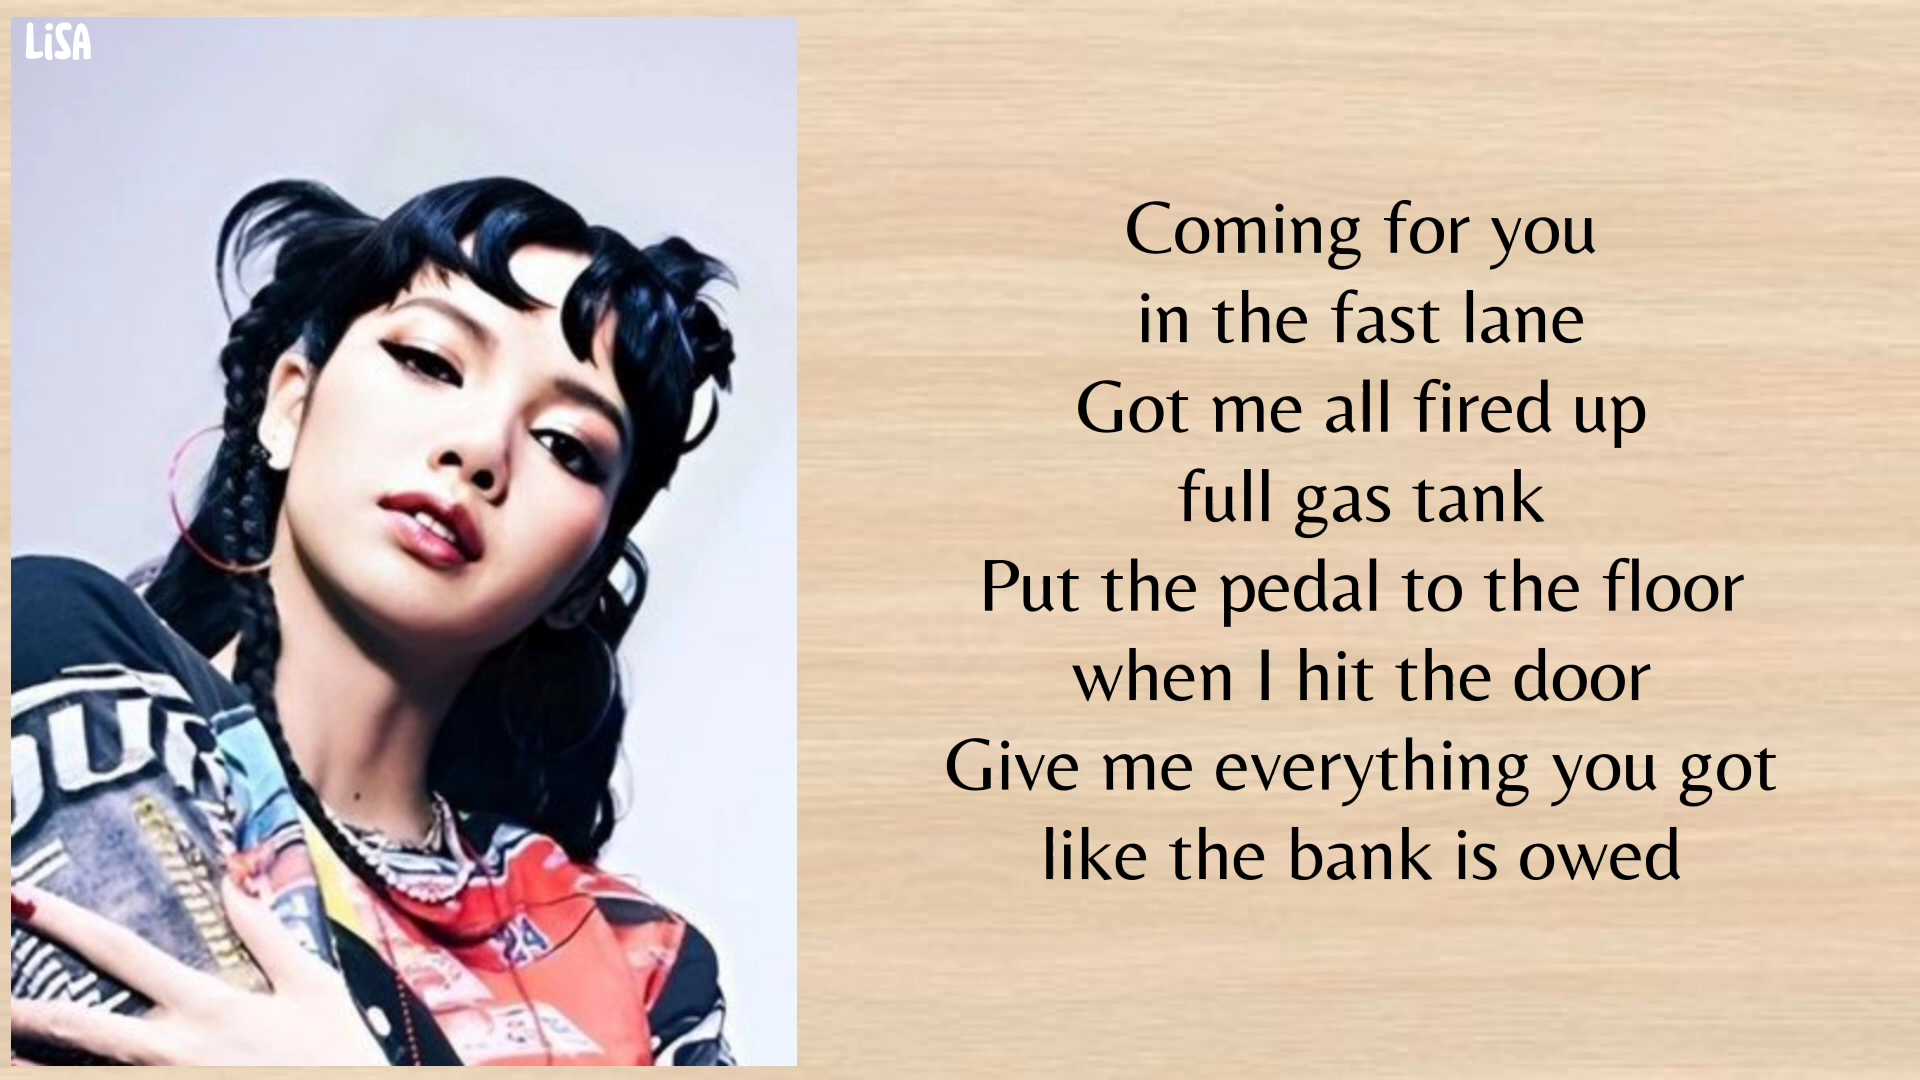 LiSA
Coming for you
in the fast lane
Got me all fired up
full gas tank
Put the pedal to the floor
when I hit the door
Give me everything you got
like the bank is owed
24